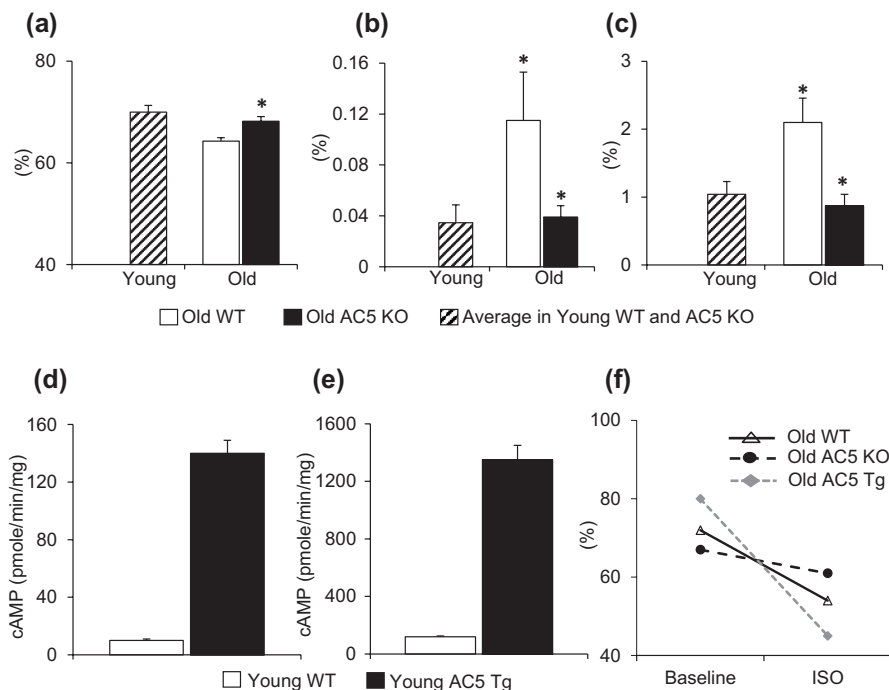 (a)
(%)
80
60
40
Young Old
(b)
(%)
0.16
0.12
0.08
0.04
0
*
*
*
Young Old
(c)
(%)
3
2
1
0
*
*
Young Old
Old WT Old AC5 KO Average in Young WT and AC5 KO
(d)
cAMP (pmole/min/mg)
160
120
80
40
0
(e)
cAMP (pmole/min/mg)
1600
1200
800
400
0
Young WT Young AC5 Tg
(f)
(%)
100
80
60
40
Old WT
Old AC5 KO
Old AC5 Tg
Baseline ISO